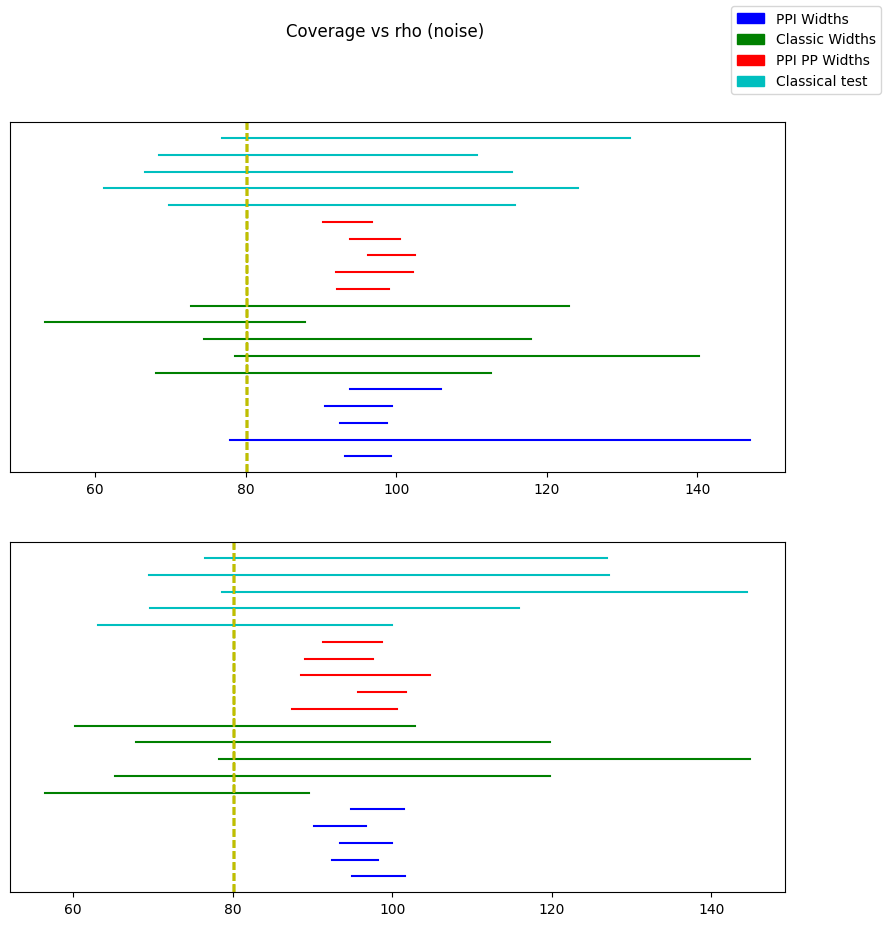 Coverage vs rho (noise)
PPI Widths
Classic Widths
PPI PP Widths
Classical test
60 80 100 120 140
60 80 100 120 140